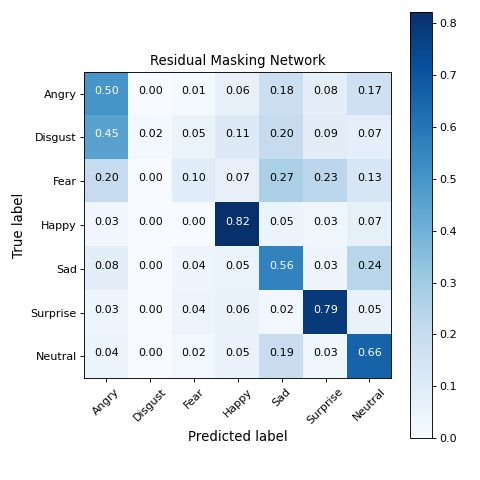 Residual Masking Network
Angry 0.50 0.00 0.01 0.06 0.18 0.08 0.17
Disgust 0.45 0.02 0.05 0.11 0.20 0.09 0.07
Fear 0.20 0.00 0.10 0.07 0.27 0.23 0.13
Happy 0.03 0.00 0.00 0.82 0.05 0.03 0.07
Sad 0.08 0.00 0.04 0.05 0.56 0.03 0.24
Surprise 0.03 0.00 0.04 0.06 0.02 0.79 0.05
Neutral 0.04 0.00 0.02 0.05 0.19 0.03 0.66
Angry Disgust Fear Happy Sad Surprise Neutral
Predicted label
True label
0.8
0.7
0.6
0.5
0.4
0.3
0.2
0.1
0.0